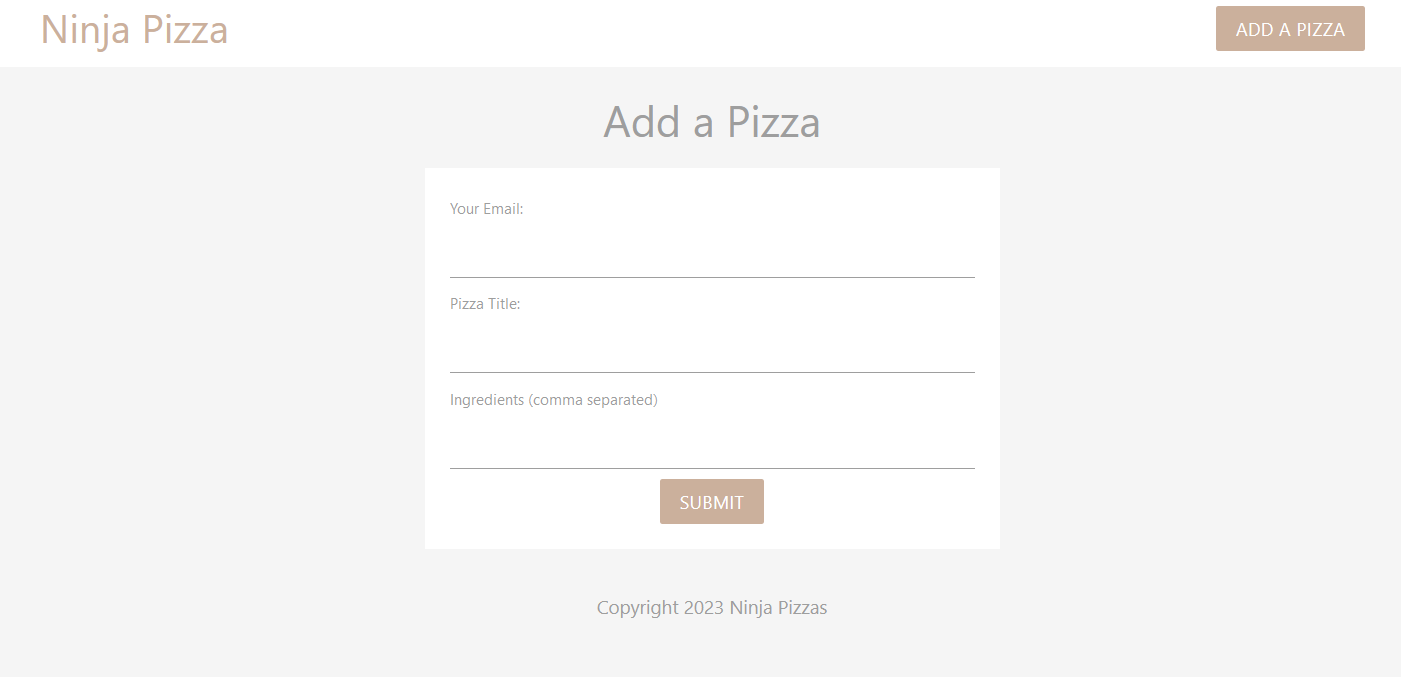 Ninja Pizza
ADD A PIZZA
Add a Pizza
Your Email:
Pizza Title:
Ingredients (comma separated)
SUBMIT
Copyright 2023 Ninja Pizzas